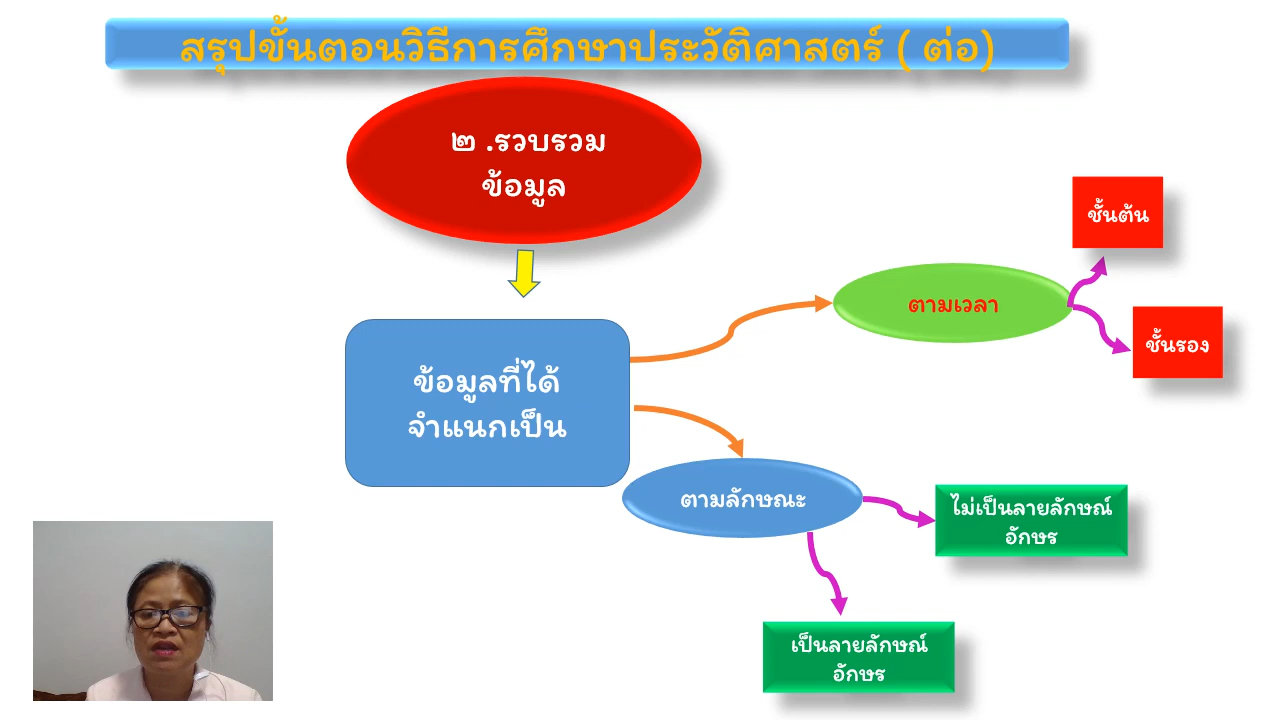 สรุปขั้นตอนวิธีการศึกษาประวัติศาสตร์ ( ต่อ)
๒ .รวบรวม
ข้อมูล
ชั้นต้น
ตามเวลา
ชั้นรอง
ข้อมูลที่ได้
จำแนกเป็น
ตามลักษณะ
ไม่เป็นลายลักษณ์
อักษร
เป็นลายลักษณ์
อักษร